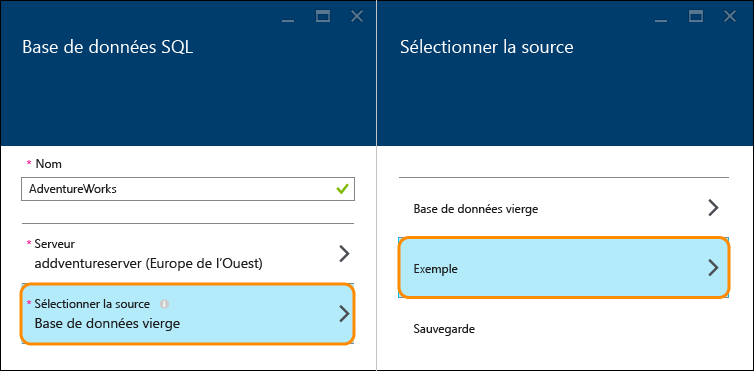 Base de données SQL
* Nom
AdventureWorks
* Serveur
addventureserver (Europe de l'Ouest)
* Sélectionner la source
Base de données vierge
Sélectionner la source
Base de données vierge
Exemple
Sauvegarde